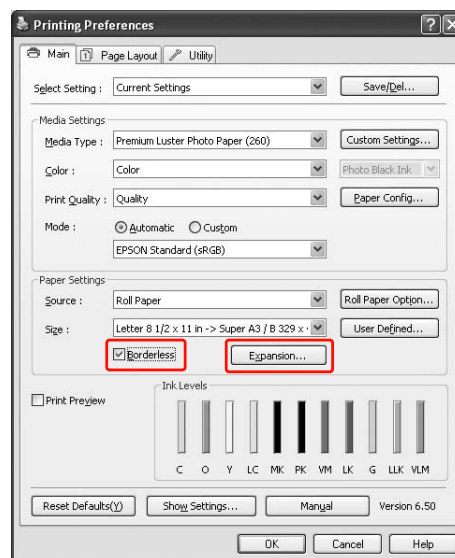 Printing Preferences
Main Page Layout Utility
Select Setting : Current Settings Save/Del...
Media Settings
Media Type : Premium Luster Photo Paper (260) Custom Settings...
Color : Color Photo Black Ink
Print Quality : Quality Paper Config...
Mode : Automatic Custom
EPSON Standard (sRGB)
Paper Settings
Source : Roll Paper Roll Paper Option...
Size : Letter 8 1/2 x 11 in -> Super A3 / B 329 x User Defined...
Borderless Expansion...
Print Preview Ink Levels
C O Y LC MK PK VM LK G LLK VLM
Reset Defaults(Y) Show Settings... Manual Version 6.50
OK Cancel Help